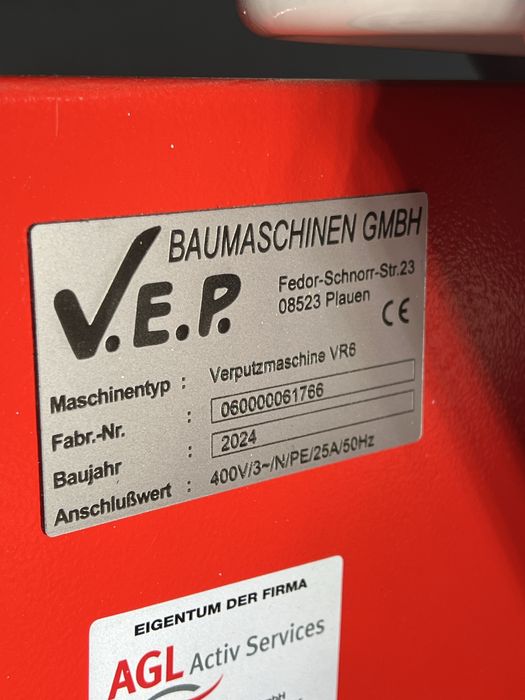 BAUMASCHINEN GMBH
V.E.P.
Fedor-Schnorr-Str.23
08523 Plauen
CE
Maschinentyp : Verputzmaschine VR6
Fabr.-Nr. : 060000061766
Baujahr : 2024
Anschlußwert : 400V/3~/N/PE/25A/50Hz
EIGENTUM DER FIRMA
AGL Activ Services